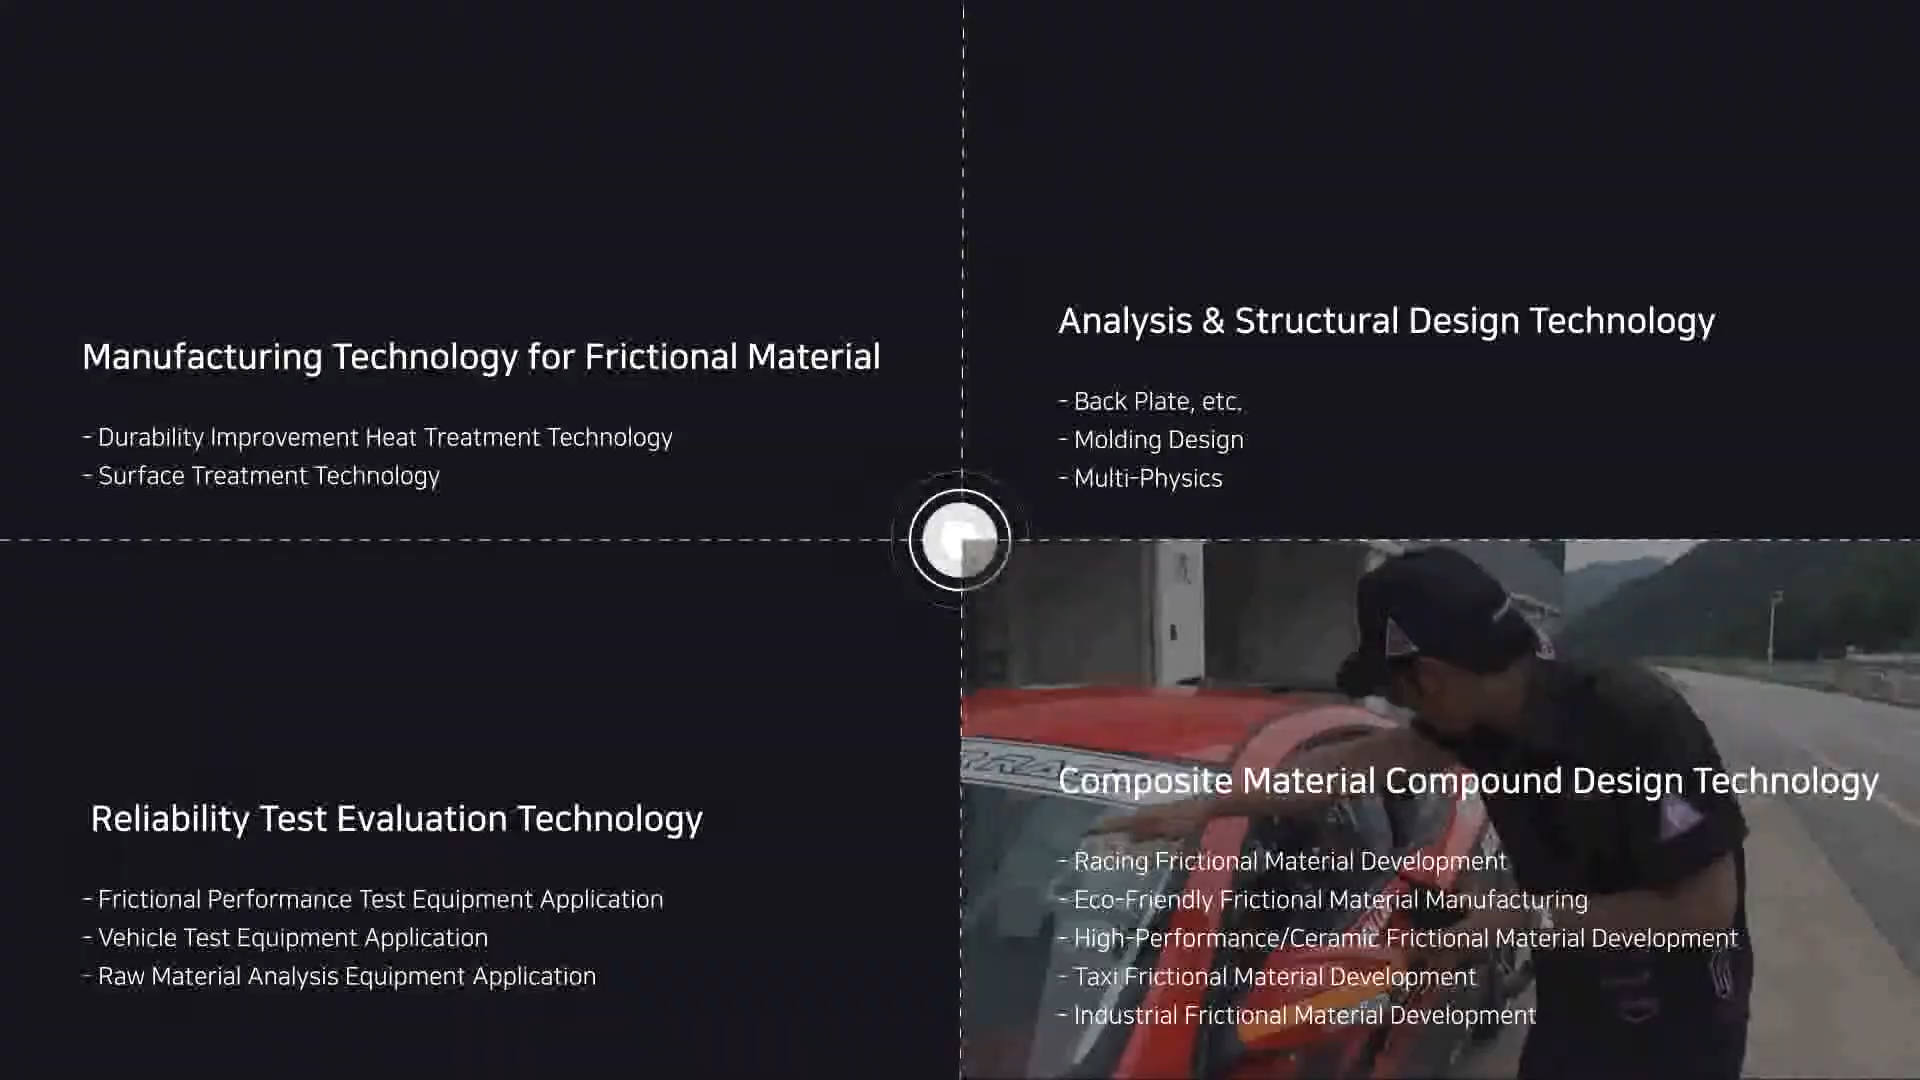 Manufacturing Technology for Frictional Material
- Durability Improvement Heat Treatment Technology
- Surface Treatment Technology
Analysis & Structural Design Technology
- Back Plate, etc.
- Molding Design
- Multi-Physics
Reliability Test Evaluation Technology
- Frictional Performance Test Equipment Application
- Vehicle Test Equipment Application
- Raw Material Analysis Equipment Application
Composite Material Compound Design Technology
- Racing Frictional Material Development
- Eco-Friendly Frictional Material Manufacturing
- High-Performance/Ceramic Frictional Material Development
- Taxi Frictional Material Development
- Industrial Frictional Material Development